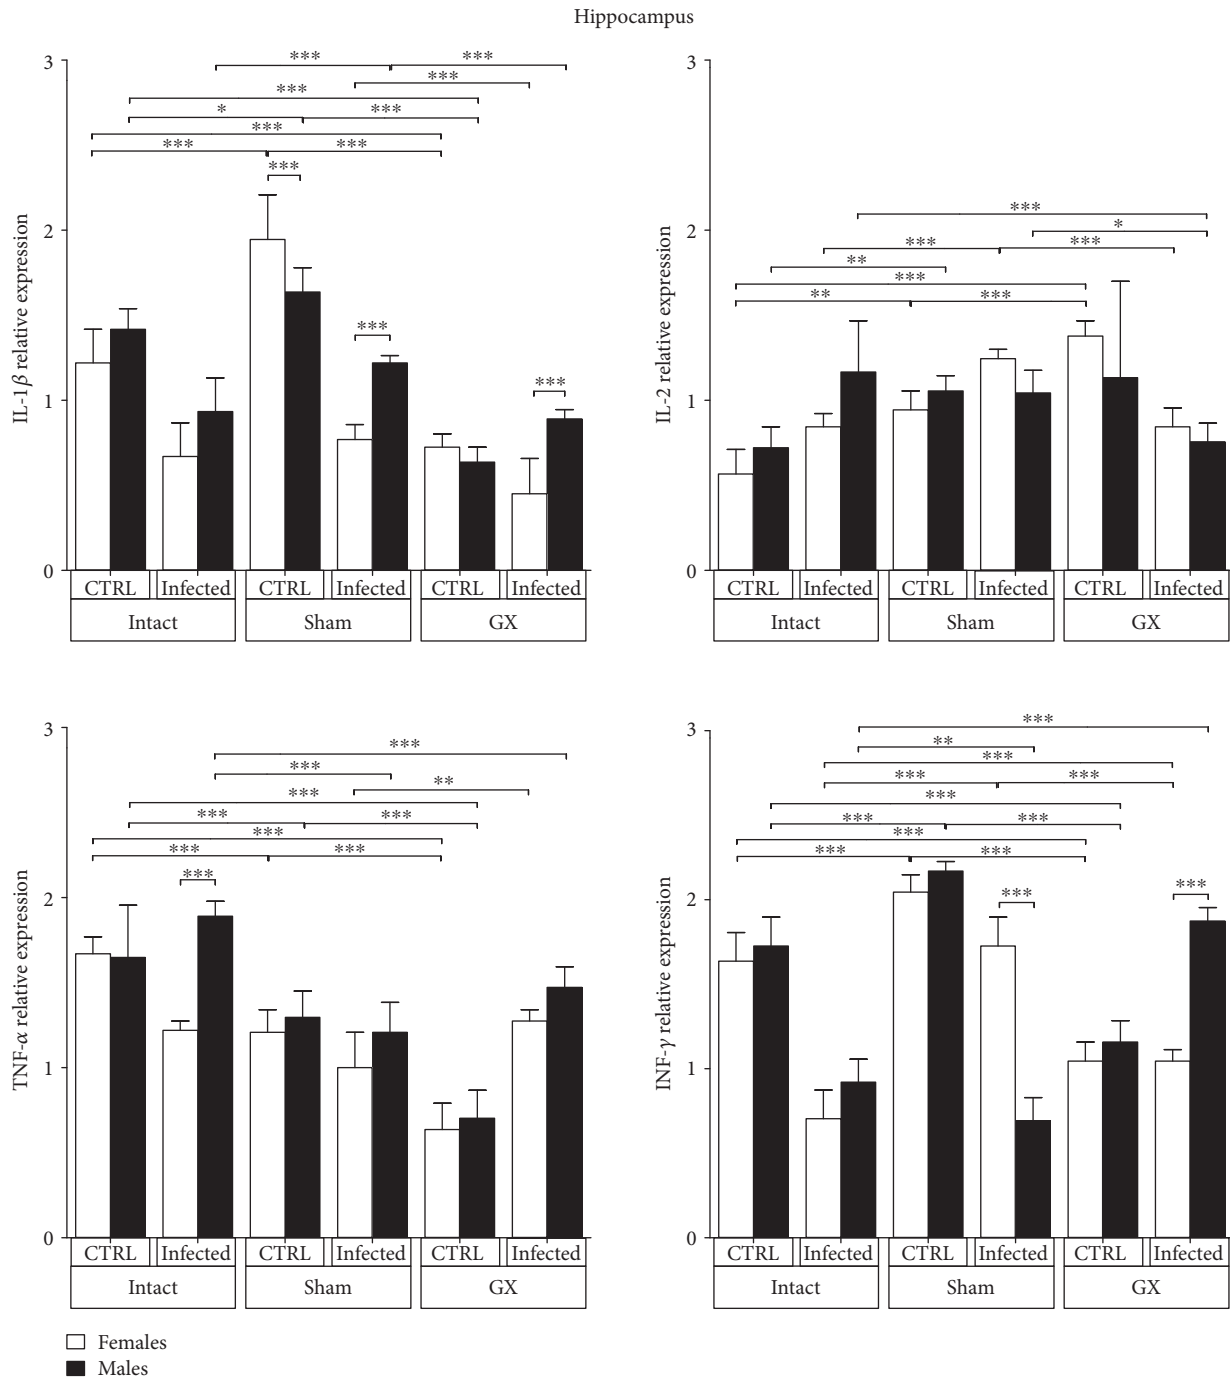 Hippocampus
IL-1β relative expression
3
2
1
0
***
***
***
***
*
***
***
***
***
***
***
***
CTRL
Infected
CTRL
Infected
CTRL
Infected
Intact
Sham
GX
IL-2 relative expression
3
2
1
0
***
*
***
***
**
***
**
***
CTRL
Infected
CTRL
Infected
CTRL
Infected
Intact
Sham
GX
TNF-α relative expression
3
2
1
0
***
***
**
***
***
***
***
***
***
***
CTRL
Infected
CTRL
Infected
CTRL
Infected
Intact
Sham
GX
INF-γ relative expression
3
2
1
0
***
**
***
***
***
***
***
***
***
***
***
***
***
CTRL
Infected
CTRL
Infected
CTRL
Infected
Intact
Sham
GX
Females
Males